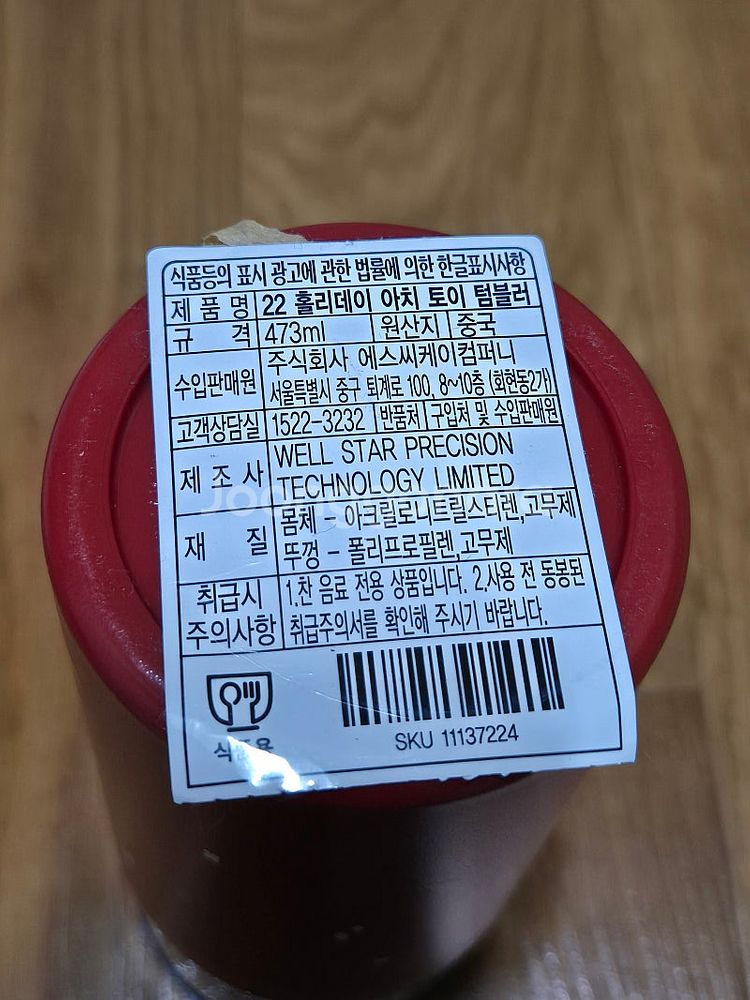 식품등의 표시 광고에 관한 법률에 의한 한글표시사항
제 품 명 22 홀리데이 아치 토이 텀블러
규 격 473ml 원산지 중국
수입판매원 주식회사 에스씨케이컴퍼니
서울특별시 중구 퇴계로 100, 8~10층 (회현동2가)
고객상담실 1522-3232 반품처 구입처 및 수입판매원
제 조 사 WELL STAR PRECISION
TECHNOLOGY LIMITED
재 질 몸체 - 아크릴로니트릴스티렌,고무제
뚜껑 - 폴리프로필렌,고무제
취급시 주의사항 1.찬 음료 전용 상품입니다. 2.사용 전 동봉된
취급주의서를 확인해 주시기 바랍니다.
식품용
SKU 11137224